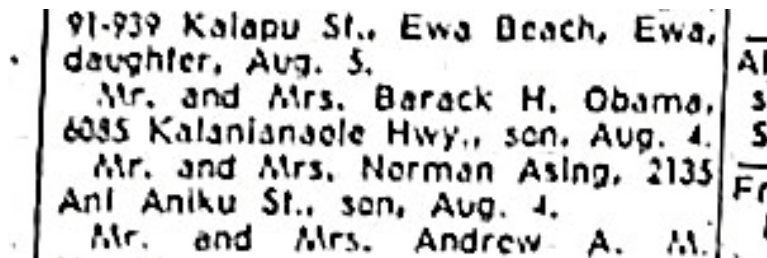 91-939 Kalapu St., Ewa Beach, Ewa,
daughter, Aug. 5.
Mr. and Mrs. Barack H. Obama,
6085 Kalanianaole Hwy., son, Aug. 4.
Mr. and Mrs. Norman Asing, 2135
Ani Aniku St., son, Aug. 4.
Mr. and Mrs. Andrew A. M.
Fr